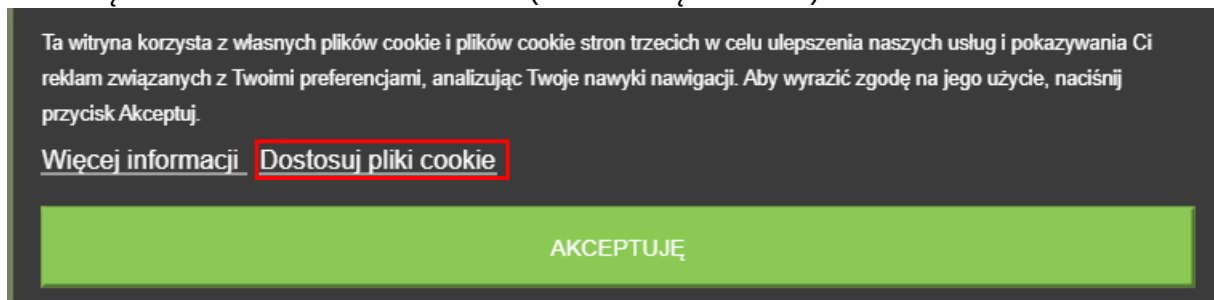 Ta witryna korzysta z własnych plików cookie i plików cookie stron trzecich w celu ulepszenia naszych usług i pokazywania Ci
reklam związanych z Twoimi preferencjami, analizując Twoje nawyki nawigacji. Aby wyrazić zgodę na jego użycie, naciśnij
przycisk Akceptuj.
Więcej informacji Dostosuj pliki cookie
AKCEPTUJĘ